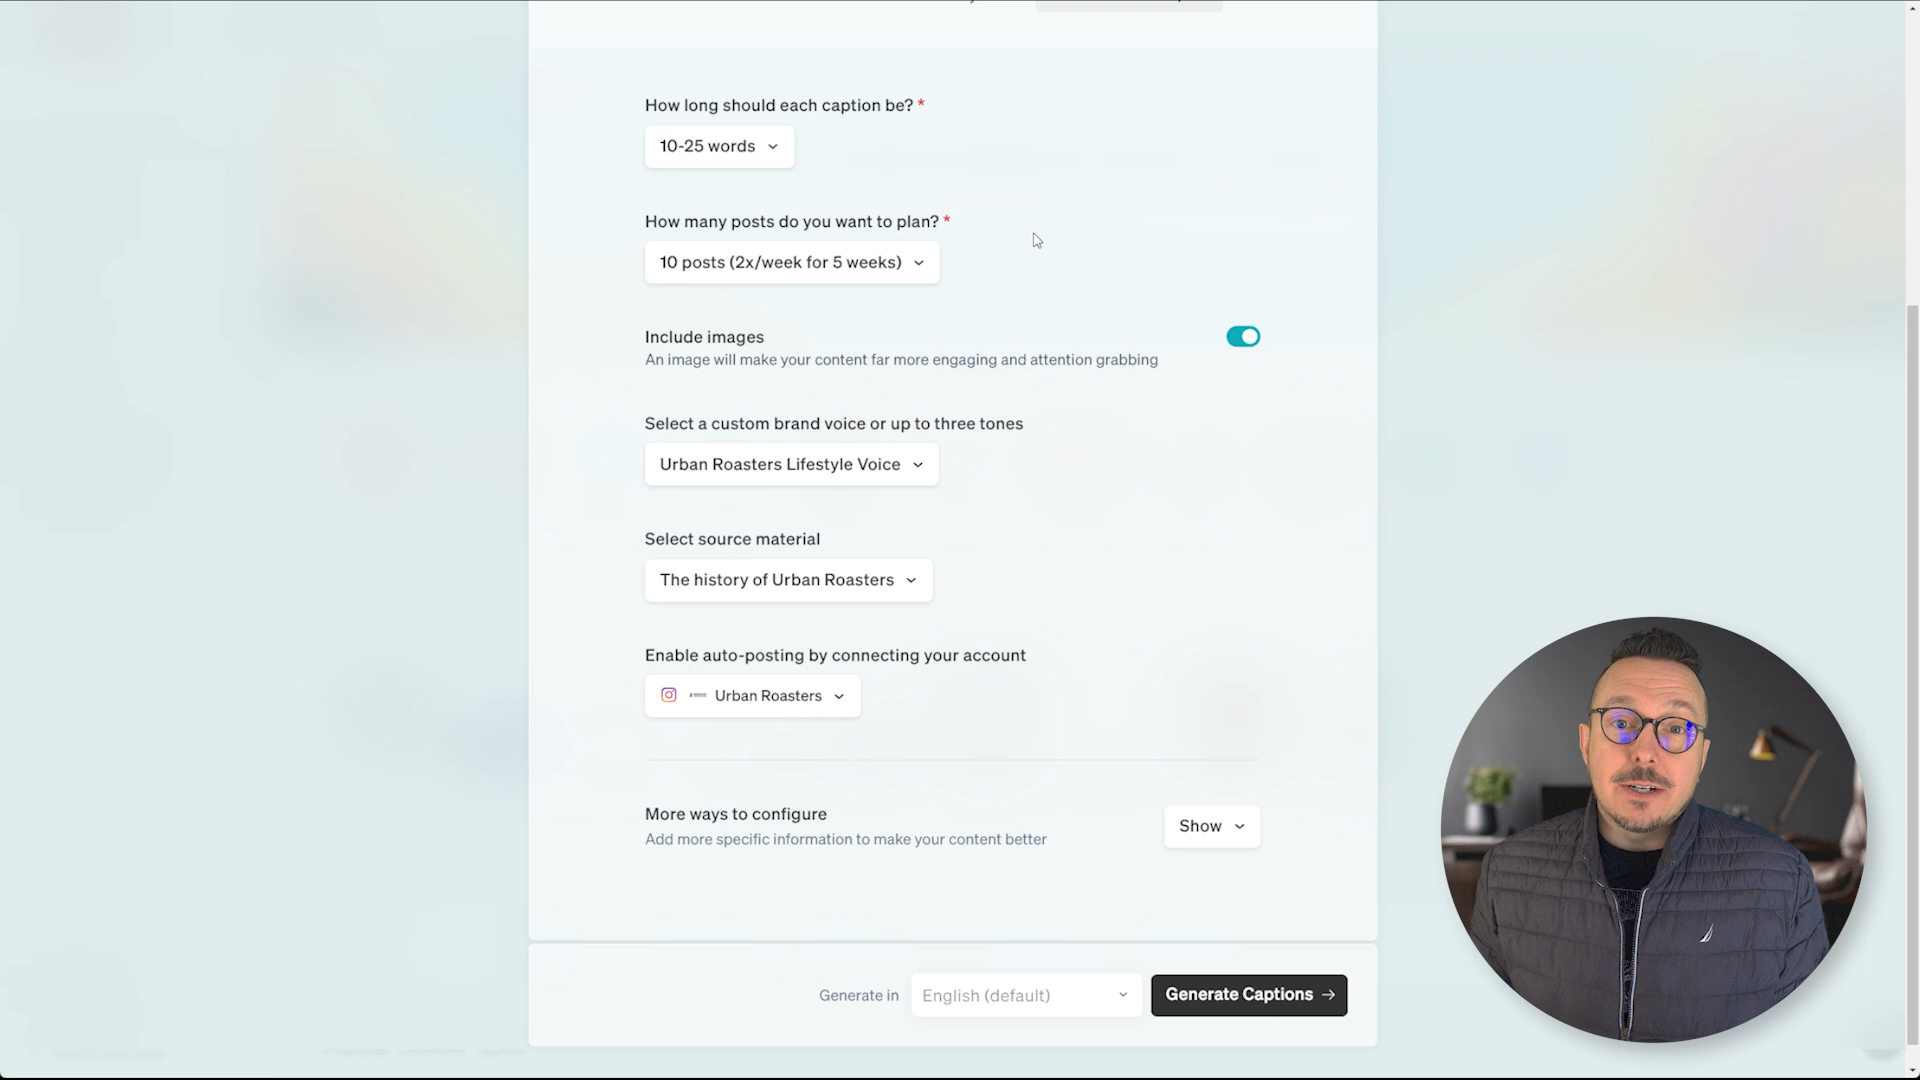 How long should each caption be? *
10-25 words
How many posts do you want to plan? *
10 posts (2x/week for 5 weeks)
Include images
An image will make your content far more engaging and attention grabbing
Select a custom brand voice or up to three tones
Urban Roasters Lifestyle Voice
Select source material
The history of Urban Roasters
Enable auto-posting by connecting your account
Urban Roasters
More ways to configure
Add more specific information to make your content better
Show
Generate in
English (default)
Generate Captions →